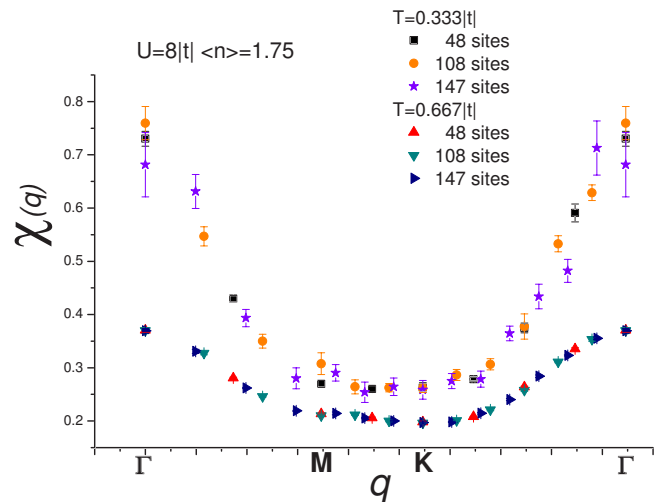 T=0.333|t|
U=8|t| <n>=1.75
48 sites
108 sites
147 sites
T=0.667|t|
48 sites
108 sites
147 sites
0.8
0.7
0.6
0.5
0.4
0.3
0.2
χ(q)
Γ M K Γ
q